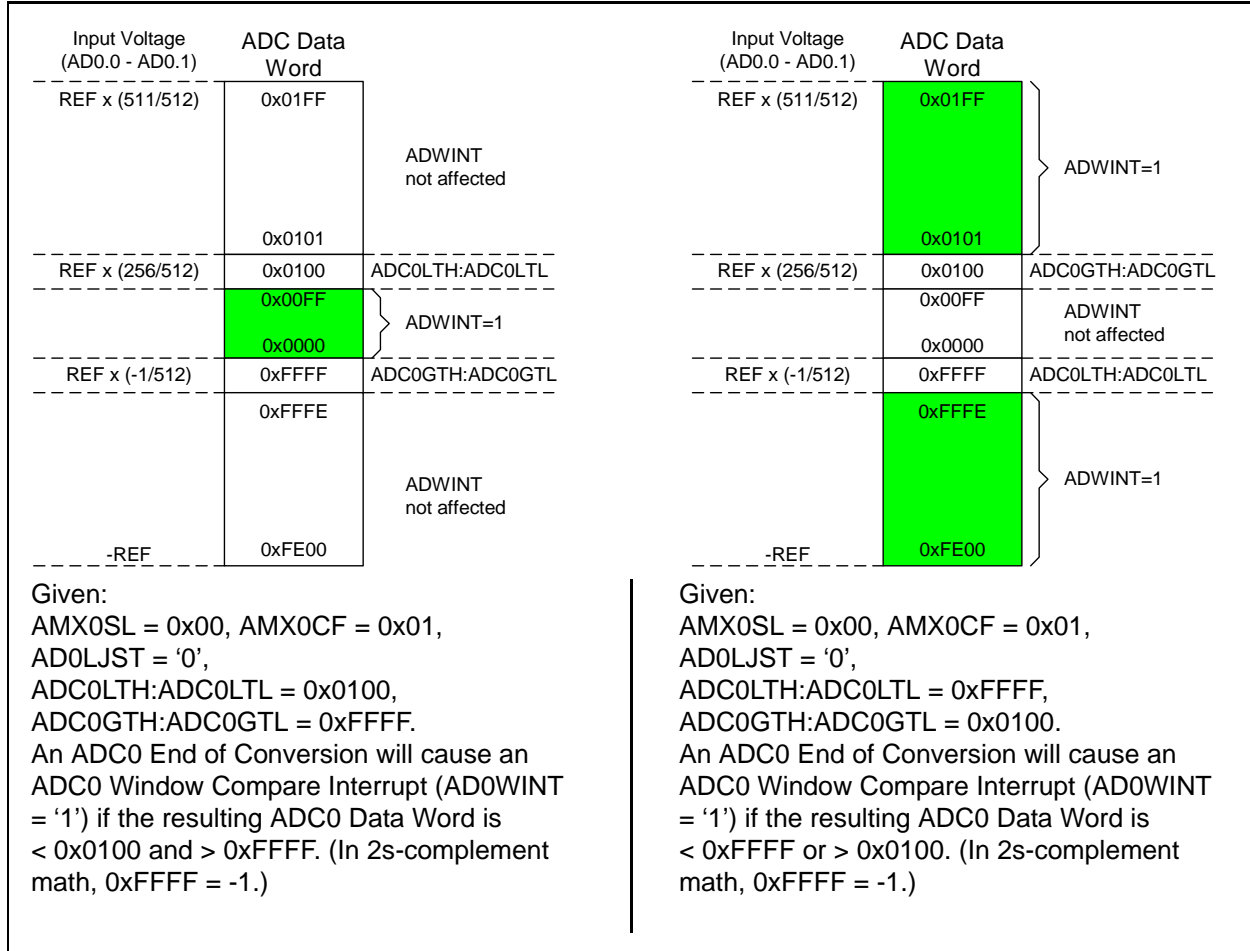 Input Voltage
(AD0.0 - AD0.1)
ADC Data
Word
REF x (511/512)
0x01FF
ADWINT
not affected
0x0101
REF x (256/512)
0x0100
ADC0LTH:ADC0LTL
0x00FF
ADWINT=1
0x0000
REF x (-1/512)
0xFFFF
ADC0GTH:ADC0GTL
0xFFFE
ADWINT
not affected
-REF
0xFE00
Given:
AMX0SL = 0x00, AMX0CF = 0x01,
AD0LJST = ‘0’,
ADC0LTH:ADC0LTL = 0x0100,
ADC0GTH:ADC0GTL = 0xFFFF.
An ADC0 End of Conversion will cause an
ADC0 Window Compare Interrupt (AD0WINT
= ‘1’) if the resulting ADC0 Data Word is
< 0x0100 and > 0xFFFF. (In 2s-complement
math, 0xFFFF = -1.)
Input Voltage
(AD0.0 - AD0.1)
ADC Data
Word
REF x (511/512)
0x01FF
ADWINT=1
0x0101
REF x (256/512)
0x0100
ADC0GTH:ADC0GTL
0x00FF
ADWINT
not affected
0x0000
REF x (-1/512)
0xFFFF
ADC0LTH:ADC0LTL
0xFFFE
ADWINT=1
-REF
0xFE00
Given:
AMX0SL = 0x00, AMX0CF = 0x01,
AD0LJST = ‘0’,
ADC0LTH:ADC0LTL = 0xFFFF,
ADC0GTH:ADC0GTL = 0x0100.
An ADC0 End of Conversion will cause an
ADC0 Window Compare Interrupt (AD0WINT
= ‘1’) if the resulting ADC0 Data Word is
< 0xFFFF or > 0x0100. (In 2s-complement
math, 0xFFFF = -1.)